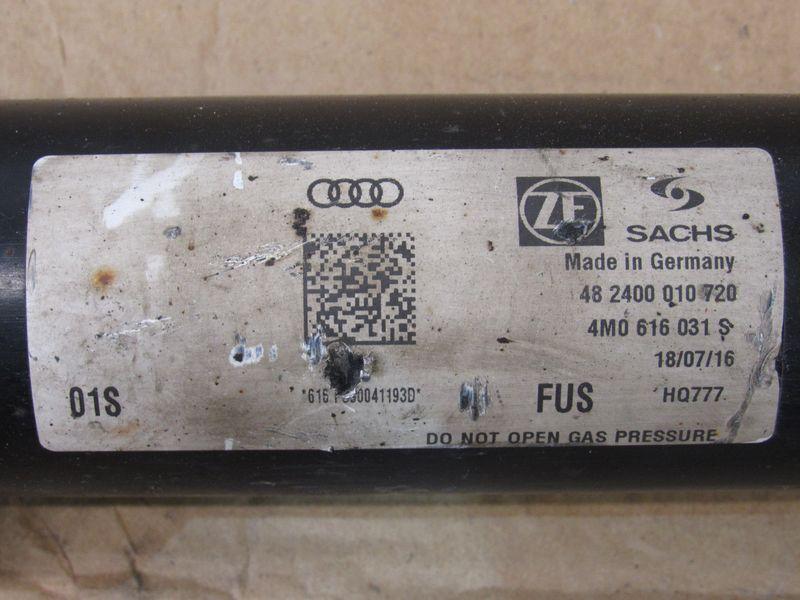 ZF SACHS
Made in Germany
48 2400 010 720
4M0 616 031 S
18/07/16
01S
FUS
HQ777
DO NOT OPEN GAS PRESSURE